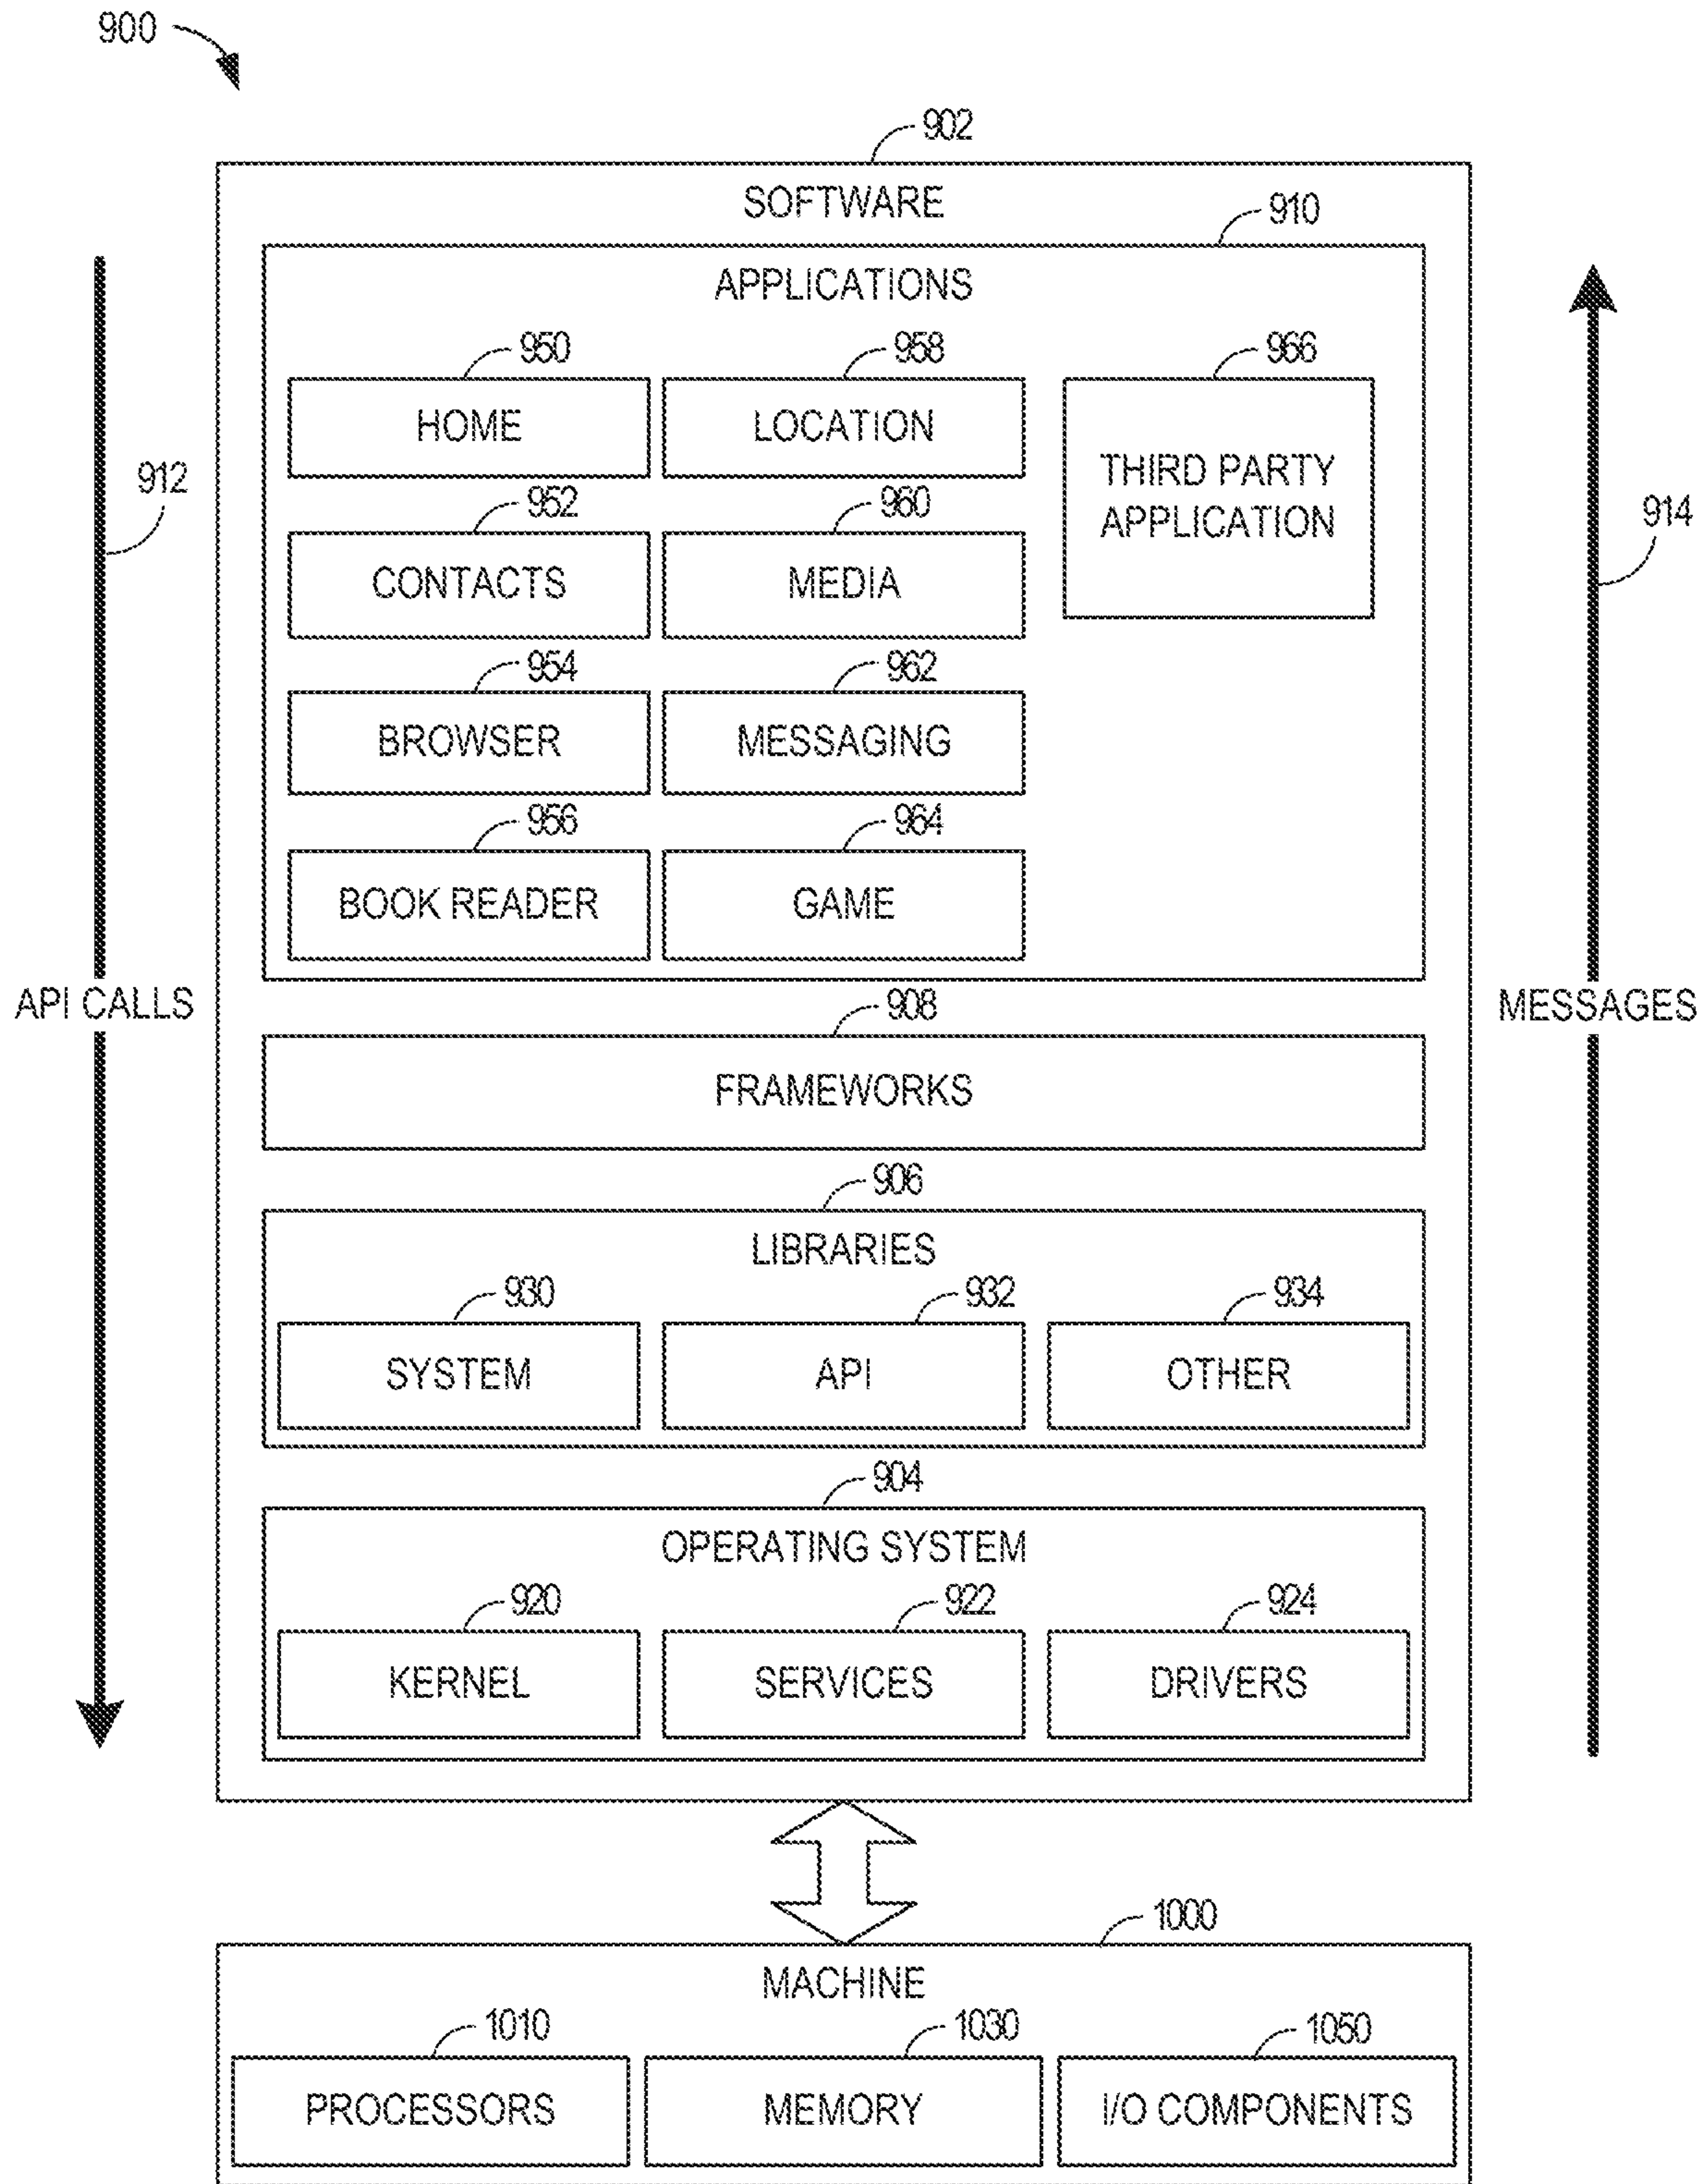 900
902
SOFTWARE
910
APPLICATIONS
950
958
966
HOME
LOCATION
THIRD PARTY
APPLICATION
912
952
960
914
CONTACTS
MEDIA
954
962
BROWSER
MESSAGING
956
964
BOOK READER
GAME
API CALLS
MESSAGES
908
FRAMEWORKS
906
LIBRARIES
930
932
934
SYSTEM
API
OTHER
904
OPERATING SYSTEM
920
922
924
KERNEL
SERVICES
DRIVERS
1000
MACHINE
1010
1030
1050
PROCESSORS
MEMORY
I/O COMPONENTS